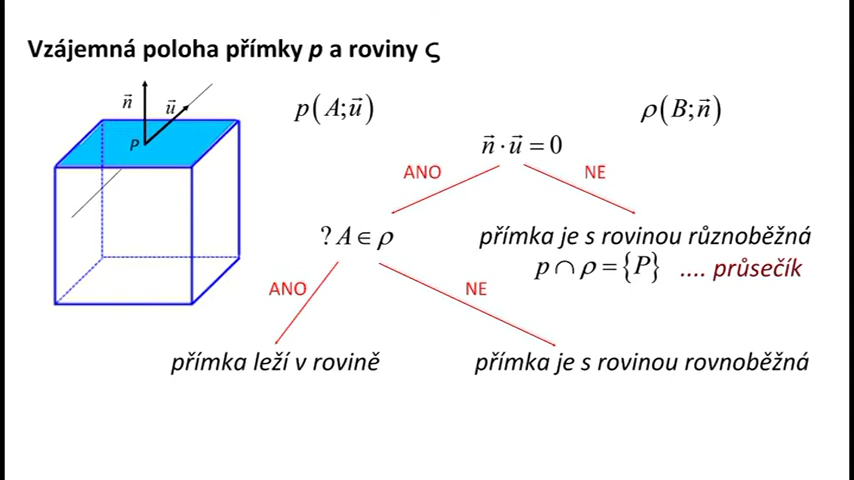 Vzájemná poloha přímky p a roviny ς
n⃗
u⃗
P
p(A;u⃗)
ρ(B;n⃗)
n⃗ · u⃗ = 0
ANO
NE
? A ∈ ρ
přímka je s rovinou různoběžná
p ∩ ρ = {P} .... průsečík
ANO
NE
přímka leží v rovině
přímka je s rovinou rovnoběžná